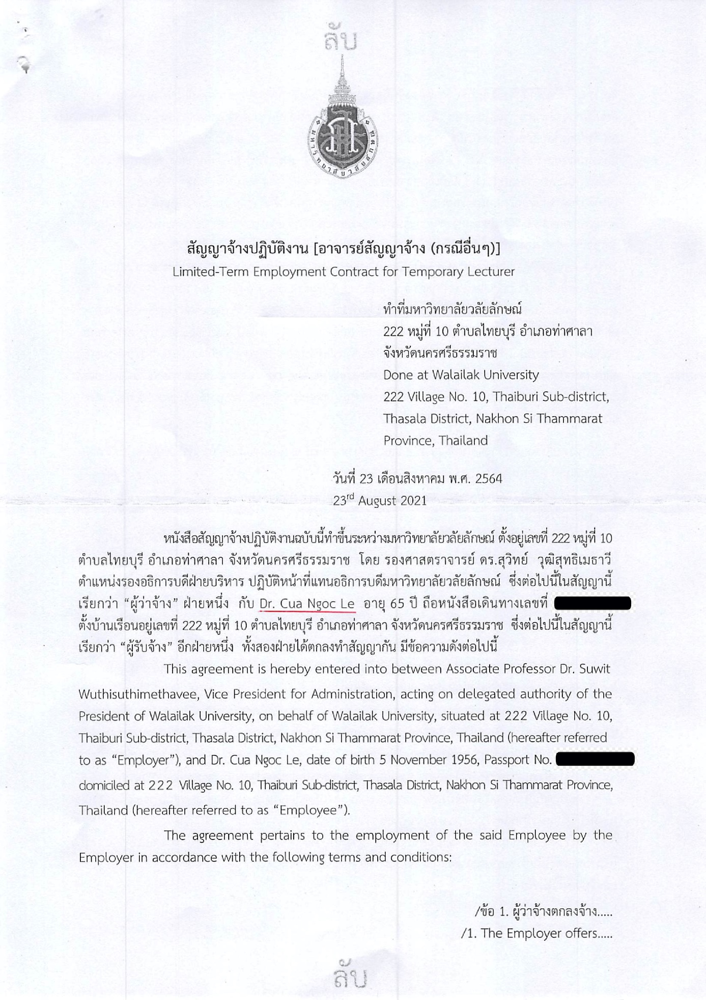 ลับ
มหาวิทยาลัยวลัยลักษณ์
สัญญาจ้างปฏิบัติงาน [อาจารย์สัญญาจ้าง (กรณีอื่นๆ)]
Limited-Term Employment Contract for Temporary Lecturer
ทำที่มหาวิทยาลัยวลัยลักษณ์
222 หมู่ที่ 10 ตำบลไทยบุรี อำเภอท่าศาลา
จังหวัดนครศรีธรรมราช
Done at Walailak University
222 Village No. 10, Thaiburi Sub-district,
Thasala District, Nakhon Si Thammarat
Province, Thailand
วันที่ 23 เดือนสิงหาคม พ.ศ. 2564
23rd August 2021
หนังสือสัญญาจ้างปฏิบัติงานฉบับนี้ทำขึ้นระหว่างมหาวิทยาลัยวลัยลักษณ์ ตั้งอยู่เลขที่ 222 หมู่ที่ 10
ตำบลไทยบุรี อำเภอท่าศาลา จังหวัดนครศรีธรรมราช โดย รองศาสตราจารย์ ดร.สุวิทย์ วุฒิสุทธิเมธาวี
ตำแหน่งรองอธิการบดีฝ่ายบริหาร ปฏิบัติหน้าที่แทนอธิการบดีมหาวิทยาลัยวลัยลักษณ์ ซึ่งต่อไปนี้ในสัญญานี้
เรียกว่า “ผู้ว่าจ้าง” ฝ่ายหนึ่ง กับ Dr. Cua Ngoc Le อายุ 65 ปี ถือหนังสือเดินทางเลขที่
ตั้งบ้านเรือนอยู่เลขที่ 222 หมู่ที่ 10 ตำบลไทยบุรี อำเภอท่าศาลา จังหวัดนครศรีธรรมราช ซึ่งต่อไปนี้ในสัญญานี้
เรียกว่า “ผู้รับจ้าง” อีกฝ่ายหนึ่ง ทั้งสองฝ่ายได้ตกลงทำสัญญากัน มีข้อความดังต่อไปนี้
This agreement is hereby entered into between Associate Professor Dr. Suwit
Wuthisuthimethavee, Vice President for Administration, acting on delegated authority of the
President of Walailak University, on behalf of Walailak University, situated at 222 Village No. 10,
Thaiburi Sub-district, Thasala District, Nakhon Si Thammarat Province, Thailand (hereafter referred
to as “Employer”), and Dr. Cua Ngoc Le, date of birth 5 November 1956, Passport No.
domiciled at 222 Village No. 10, Thaiburi Sub-district, Thasala District, Nakhon Si Thammarat Province,
Thailand (hereafter referred to as “Employee”).
The agreement pertains to the employment of the said Employee by the
Employer in accordance with the following terms and conditions:
/ข้อ 1. ผู้ว่าจ้างตกลงจ้าง.....
/1. The Employer offers.....
ลับ